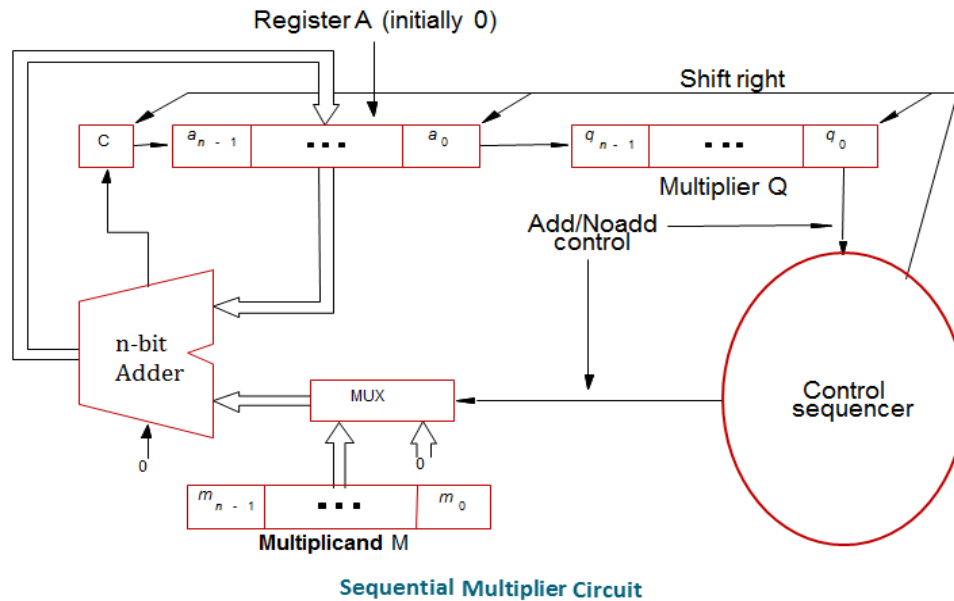 Register A (initially 0)
Shift right
C
a n - 1
▪▪▪
a 0
q n - 1
▪▪▪
q 0
Multiplier Q
Add/Noadd
control
n-bit
Adder
MUX
Control
sequencer
0
0
m n - 1
▪▪▪
m 0
Multiplicand M
Sequential Multiplier Circuit